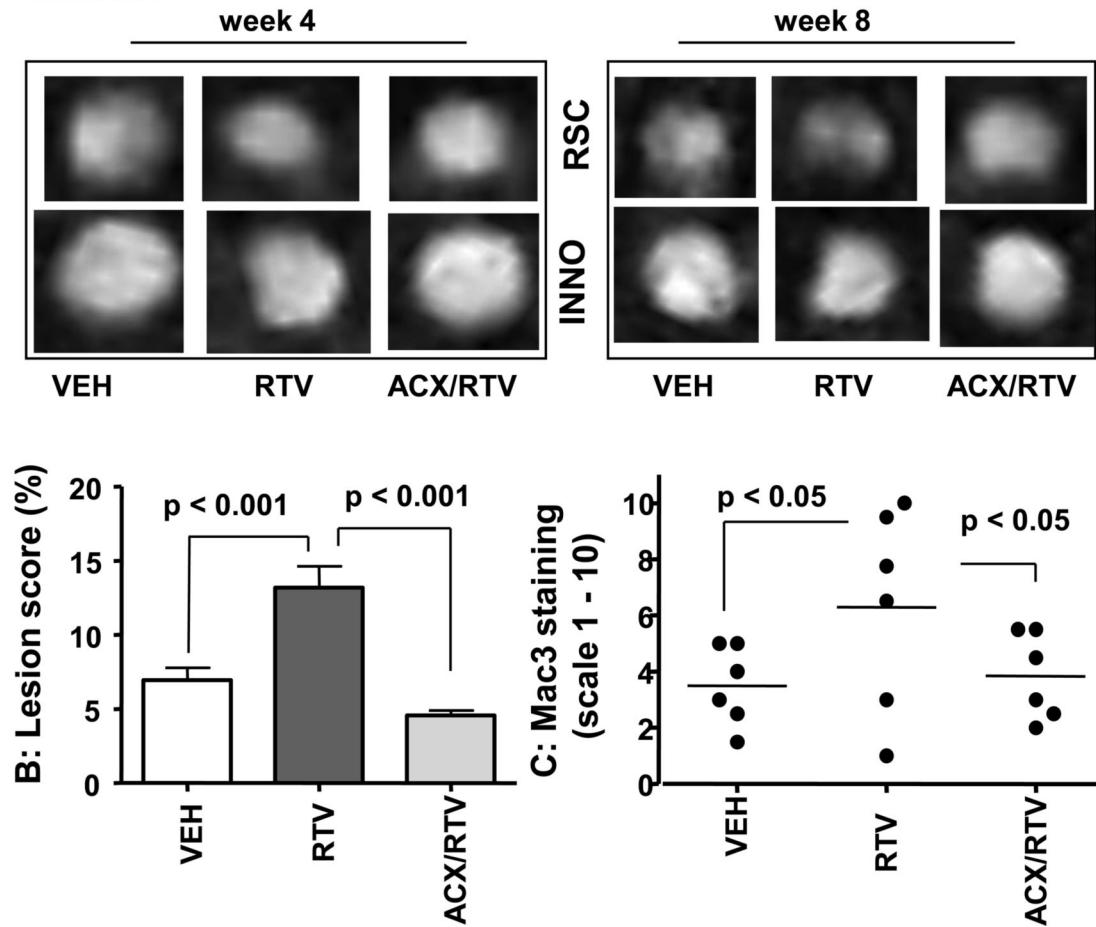 week 4
week 8
RSC
INNO
VEH RTV ACX/RTV
VEH RTV ACX/RTV
B: Lesion score (%)
20
15
10
5
0
p < 0.001
p < 0.001
VEH
RTV
ACX/RTV
C: Mac3 staining
(scale 1 - 10)
10
8
6
4
2
0
p < 0.05
p < 0.05
VEH
RTV
ACX/RTV